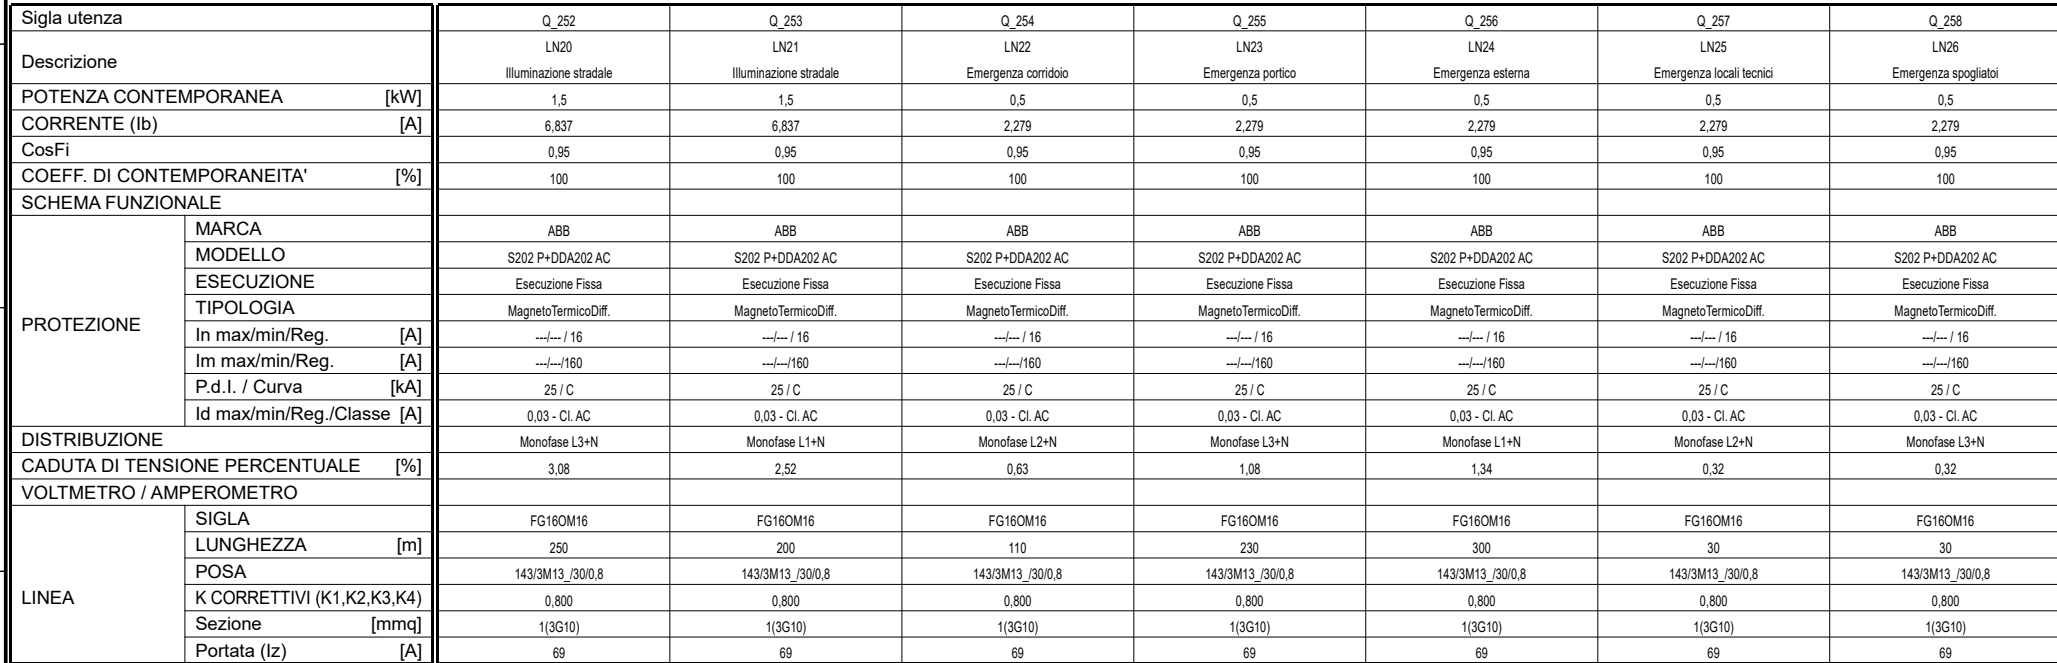 Sigla utenza Q_252 Q_253 Q_254 Q_255 Q_256 Q_257 Q_258
Descrizione LN20 LN21 LN22 LN23 LN24 LN25 LN26
Illuminazione stradale Illuminazione stradale Emergenza corridoio Emergenza portico Emergenza esterna Emergenza locali tecnici Emergenza spogliatoi
POTENZA CONTEMPORANEA [kW] 1,5 1,5 0,5 0,5 0,5 0,5 0,5
CORRENTE (Ib) [A] 6,837 6,837 2,279 2,279 2,279 2,279 2,279
CosFi 0,95 0,95 0,95 0,95 0,95 0,95 0,95
COEFF. DI CONTEMPORANEITA' [%] 100 100 100 100 100 100 100
SCHEMA FUNZIONALE
PROTEZIONE
MARCA ABB ABB ABB ABB ABB ABB ABB
MODELLO S202 P+DDA202 AC S202 P+DDA202 AC S202 P+DDA202 AC S202 P+DDA202 AC S202 P+DDA202 AC S202 P+DDA202 AC S202 P+DDA202 AC
ESECUZIONE Esecuzione Fissa Esecuzione Fissa Esecuzione Fissa Esecuzione Fissa Esecuzione Fissa Esecuzione Fissa Esecuzione Fissa
TIPOLOGIA MagnetoTermicoDiff. MagnetoTermicoDiff. MagnetoTermicoDiff. MagnetoTermicoDiff. MagnetoTermicoDiff. MagnetoTermicoDiff. MagnetoTermicoDiff.
In max/min/Reg. [A] ---/--- / 16 ---/--- / 16 ---/--- / 16 ---/--- / 16 ---/--- / 16 ---/--- / 16 ---/--- / 16
Im max/min/Reg. [A] ---/---/160 ---/---/160 ---/---/160 ---/---/160 ---/---/160 ---/---/160 ---/---/160
P.d.I. / Curva [kA] 25 / C 25 / C 25 / C 25 / C 25 / C 25 / C 25 / C
Id max/min/Reg./Classe [A] 0,03 - Cl. AC 0,03 - Cl. AC 0,03 - Cl. AC 0,03 - Cl. AC 0,03 - Cl. AC 0,03 - Cl. AC 0,03 - Cl. AC
DISTRIBUZIONE Monofase L3+N Monofase L1+N Monofase L2+N Monofase L3+N Monofase L1+N Monofase L2+N Monofase L3+N
CADUTA DI TENSIONE PERCENTUALE [%] 3,08 2,52 0,63 1,08 1,34 0,32 0,32
VOLTMETRO / AMPEROMETRO
LINEA
SIGLA FG16OM16 FG16OM16 FG16OM16 FG16OM16 FG16OM16 FG16OM16 FG16OM16
LUNGHEZZA [m] 250 200 110 230 300 30 30
POSA 143/3M13_/30/0,8 143/3M13_/30/0,8 143/3M13_/30/0,8 143/3M13_/30/0,8 143/3M13_/30/0,8 143/3M13_/30/0,8 143/3M13_/30/0,8
K CORRETTIVI (K1,K2,K3,K4) 0,800 0,800 0,800 0,800 0,800 0,800 0,800
Sezione [mmq] 1(3G10) 1(3G10) 1(3G10) 1(3G10) 1(3G10) 1(3G10) 1(3G10)
Portata (Iz) [A] 69 69 69 69 69 69 69